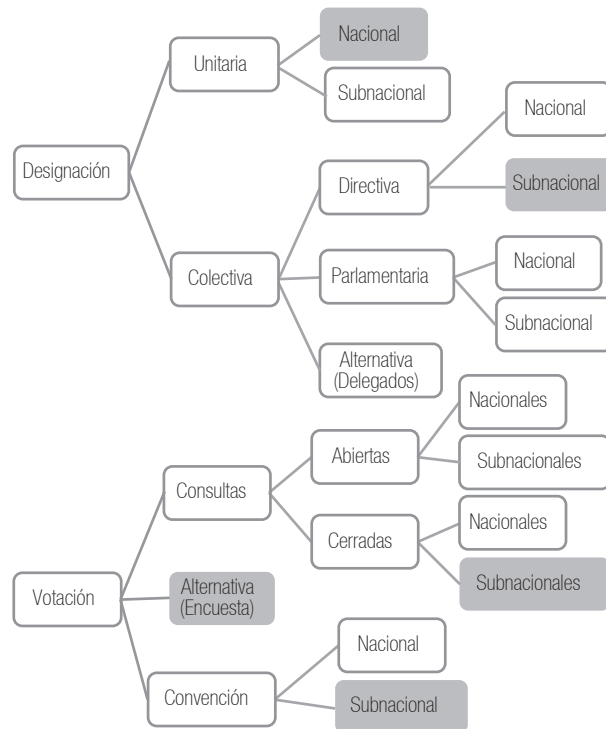 Nacional
Unitaria
Subnacional
Nacional
Designación
Directiva
Subnacional
Colectiva
Parlamentaria
Nacional
Subnacional
Alternativa
(Delegados)
Nacionales
Abiertas
Subnacionales
Consultas
Nacionales
Cerradas
Subnacionales
Votación
Alternativa
(Encuesta)
Nacional
Convención
Subnacional